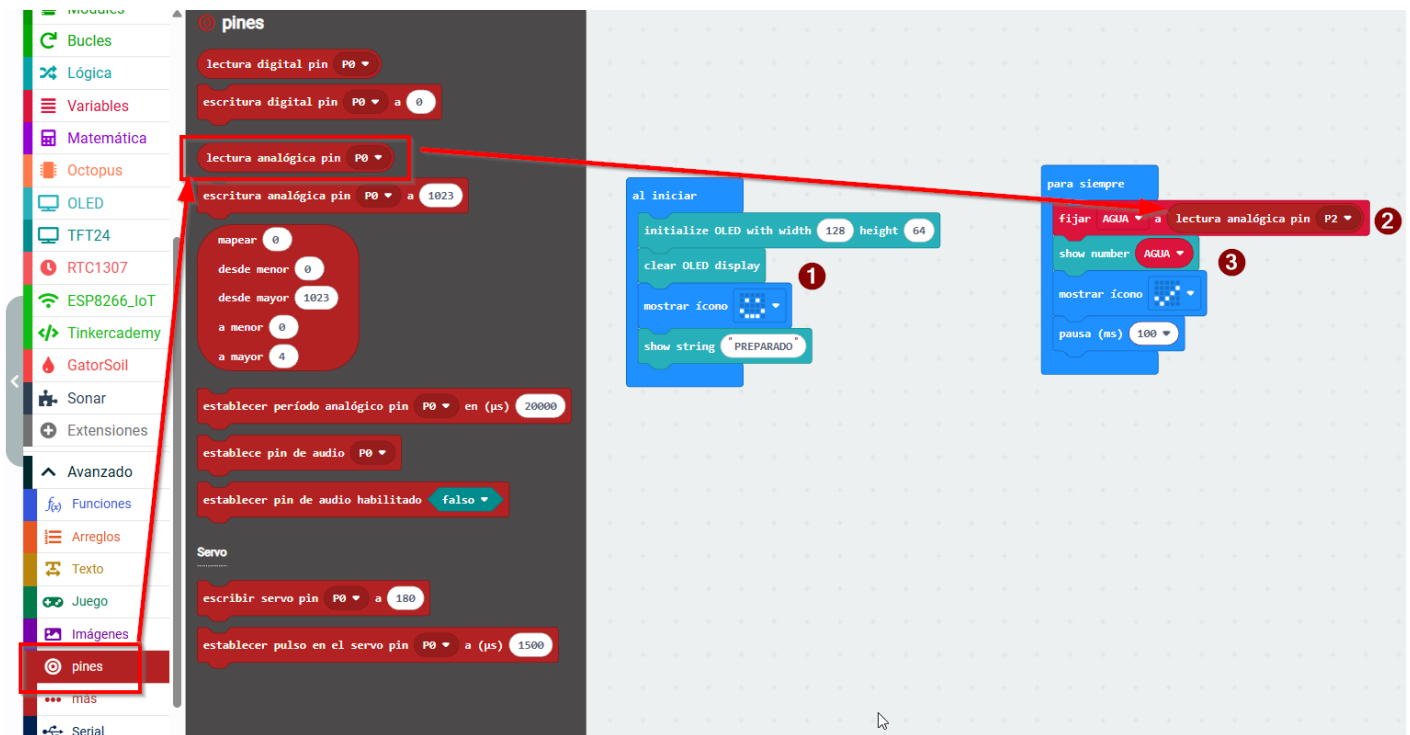 Modules
Bucles
Lógica
Variables
Matemática
Octopus
OLED
TFT24
RTC1307
ESP8266_IoT
Tinkercademy
GatorSoil
Sonar
Extensiones
Avanzado
f(x) Funciones
Arreglos
Texto
Juego
Imágenes
pines
más
Serial
pines
lectura digital pin P0
escritura digital pin P0 a 0
lectura analógica pin P0
escritura analógica pin P0 a 1023
mapear 0
desde menor 0
desde mayor 1023
a menor 0
a mayor 4
establecer período analógico pin P0 en (µs) 20000
establece pin de audio P0
establecer pin de audio habilitado falso
Servo
escribir servo pin P0 a 180
establecer pulso en el servo pin P0 a (µs) 1500
al iniciar
initialize OLED with width 128 height 64
clear OLED display
1
mostrar ícono
show string "PREPARADO"
para siempre
fijar AGUA a lectura analógica pin P2
2
show number AGUA
3
mostrar ícono
pausa (ms) 100